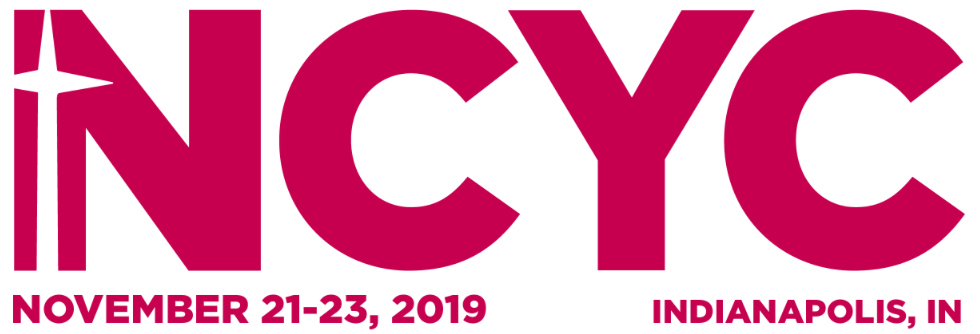 NCYC
NOVEMBER 21-23, 2019
INDIANAPOLIS, IN